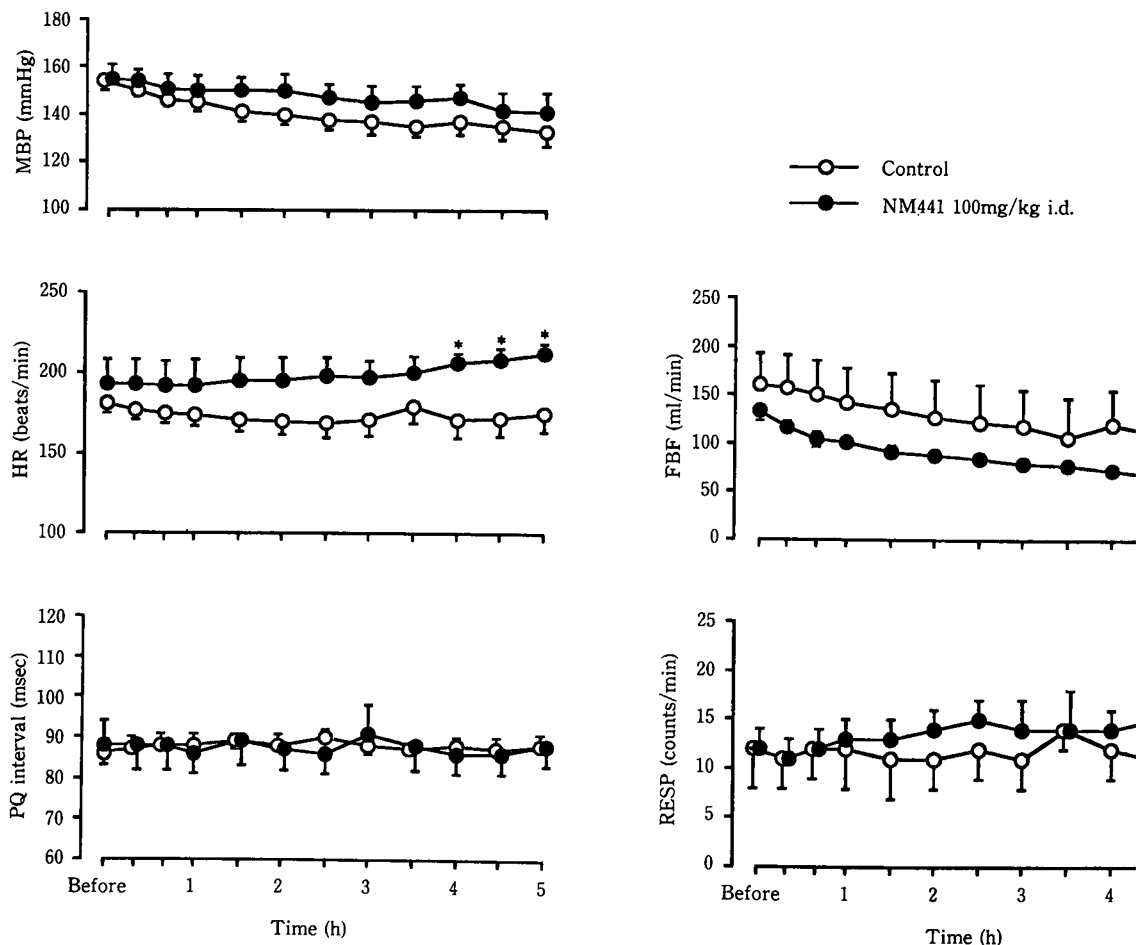 180
160
140
120
100
MBP (mmHg)
Control
NM441 100mg/kg i.d.
250
200
150
100
HR (beats/min)
* * *
250
200
150
100
50
0
FBF (ml/min)
120
110
100
90
80
70
60
PQ interval (msec)
Before 1 2 3 4 5
Time (h)
25
20
15
10
5
0
RESP (counts/min)
Before 1 2 3 4
Time (h)